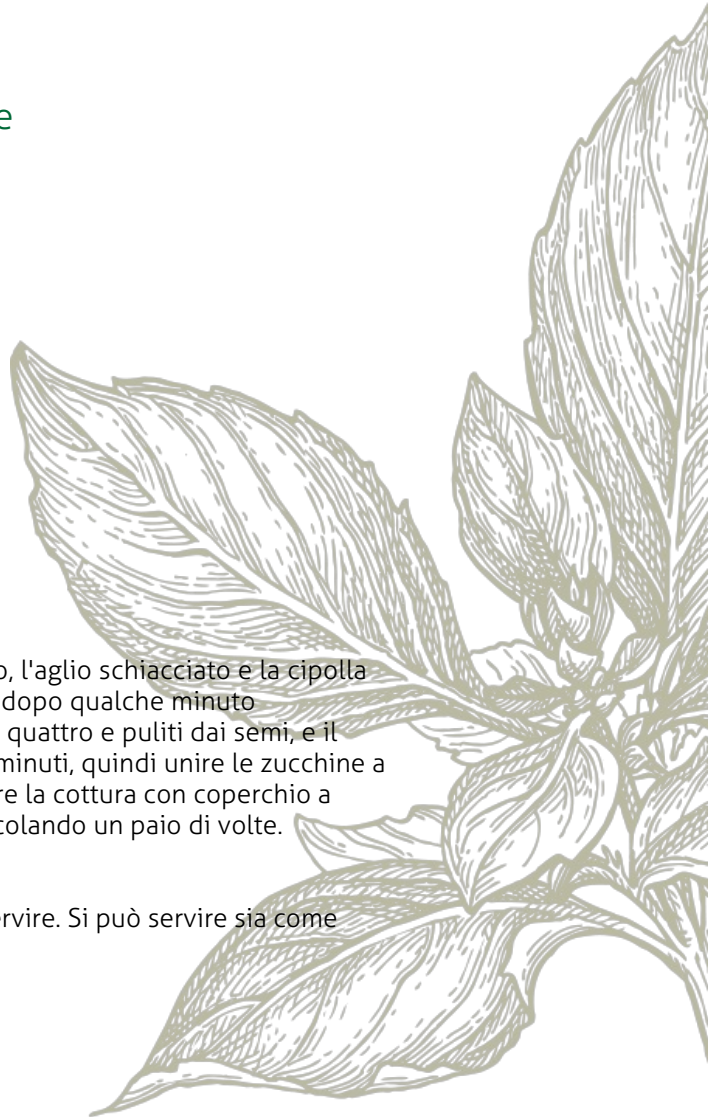 e
o, l'aglio schiacciato e la cipolla
dopo qualche minuto
quattro e puliti dai semi, e il
minuti, quindi unire le zucchine a
re la cottura con coperchio a
colando un paio di volte.
ervire. Si può servire sia come